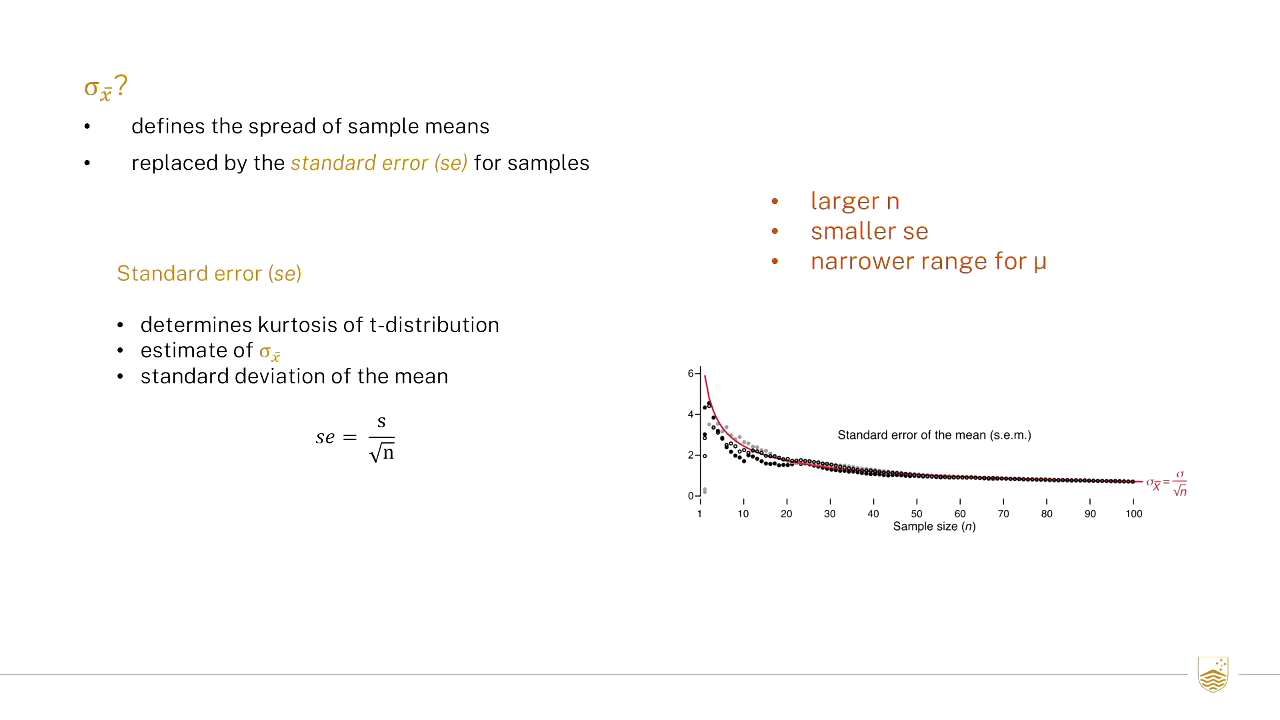 σx̄?
• defines the spread of sample means
• replaced by the standard error (se) for samples
• larger n
• smaller se
• narrower range for μ
Standard error (se)
• determines kurtosis of t-distribution
• estimate of σx̄
• standard deviation of the mean
se = s/√n
6
4
2
0
Standard error of the mean (s.e.m.)
σX̄ = σ/√n
1 10 20 30 40 50 60 70 80 90 100
Sample size (n)